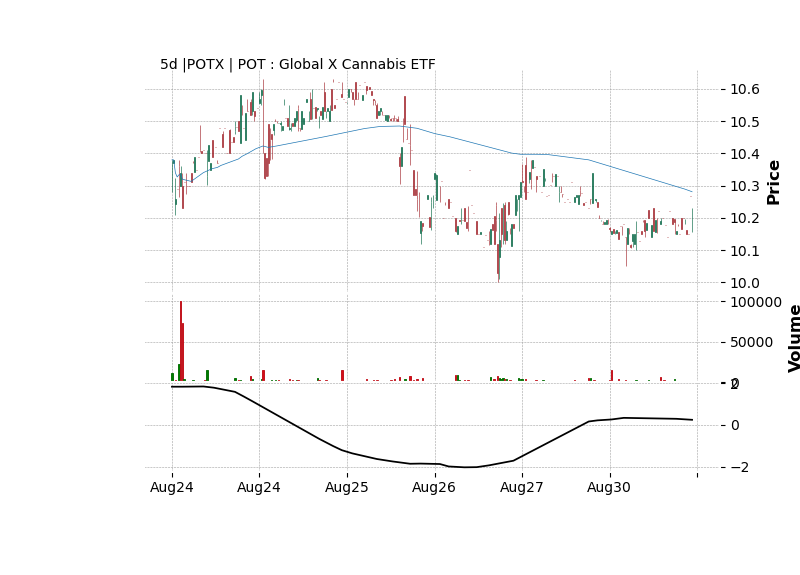 5d |POTX | POT : Global X Cannabis ETF
10.6
10.5
10.4
10.3
10.2
10.1
10.0
Price
100000
50000
0
Volume
2
0
−2
Aug24
Aug24
Aug25
Aug26
Aug27
Aug30